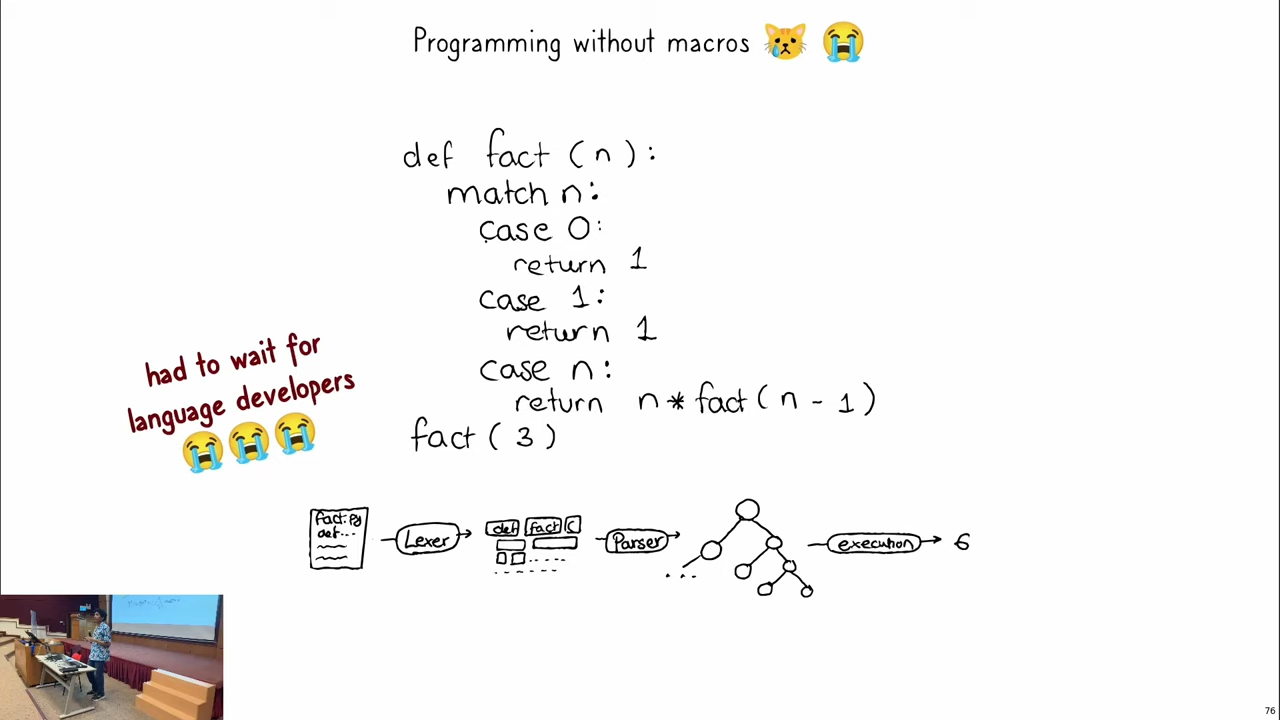 Programming without macros 😿 😭
def fact (n):
match n:
case 0:
return 1
case 1:
return 1
case n:
return n * fact (n - 1)
fact (3)
had to wait for
language developers
😭😭😭
fact.py
def...
Lexer
def fact (
Parser
...
execution
6
76